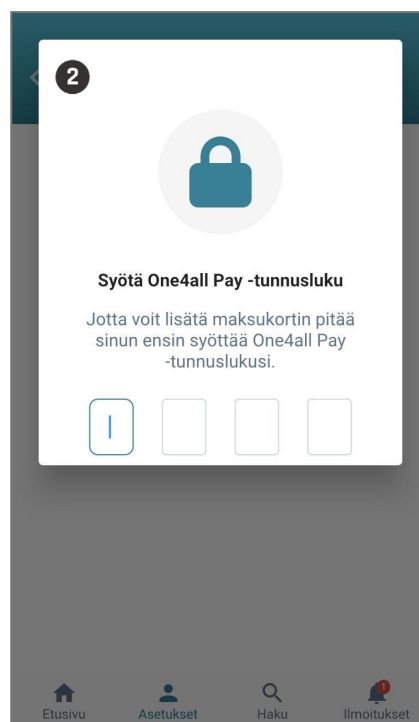 2
Syötä One4all Pay -tunnusluku
Jotta voit lisätä maksukortin pitää
sinun ensin syöttää One4all Pay
-tunnuslukusi.
1
Etusivu Asetukset Haku Ilmoitukset